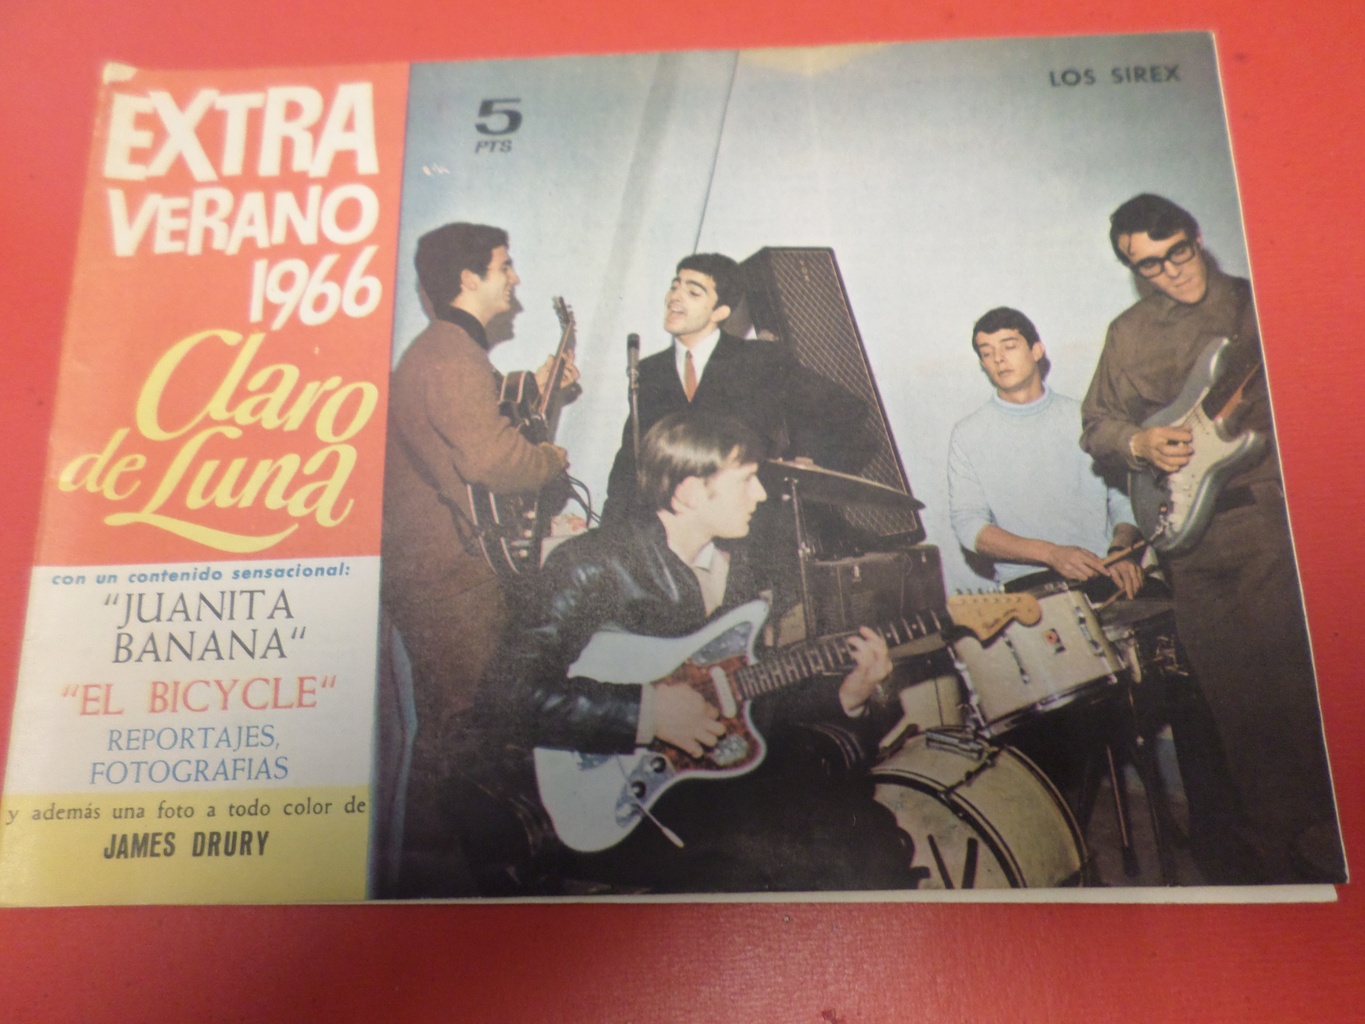 EXTRA
VERANO
1966
Claro
de Luna
con un contenido sensacional:
"JUANITA
BANANA"
"EL BICYCLE"
REPORTAJES,
FOTOGRAFIAS
y además una foto a todo color de
JAMES DRURY
5
PTS
LOS SIREX